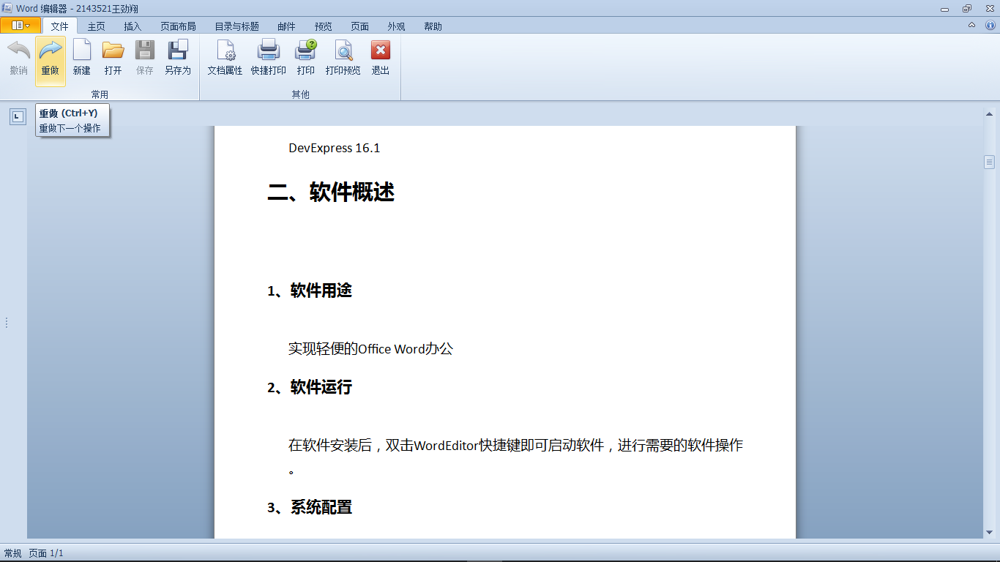 Word 编辑器 - 2143521王劲翔
文件 主页 插入 页面布局 目录与标题 邮件 预览 页面 外观 帮助
撤销 重做 新建 打开 保存 另存为 文档属性 快捷打印 打印 打印预览 退出
常用 其他
重做 (Ctrl+Y)
重做下一个操作
DevExpress 16.1
二、软件概述
1、软件用途
实现轻便的Office Word办公
2、软件运行
在软件安装后，双击WordEditor快捷键即可启动软件，进行需要的软件操作
。
3、系统配置
常规 页面 1/1